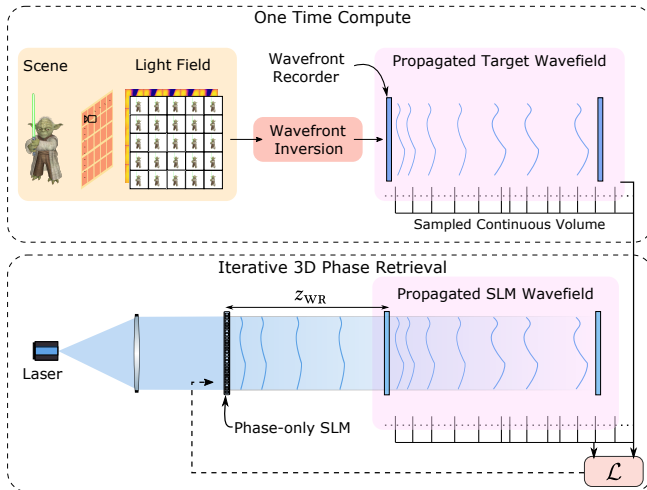 One Time Compute
Scene
Light Field
Wavefront
Recorder
Propagated Target Wavefield
Wavefront
Inversion
Sampled Continuous Volume
Iterative 3D Phase Retrieval
z_WR
Propagated SLM Wavefield
Laser
Phase-only SLM
ℒ